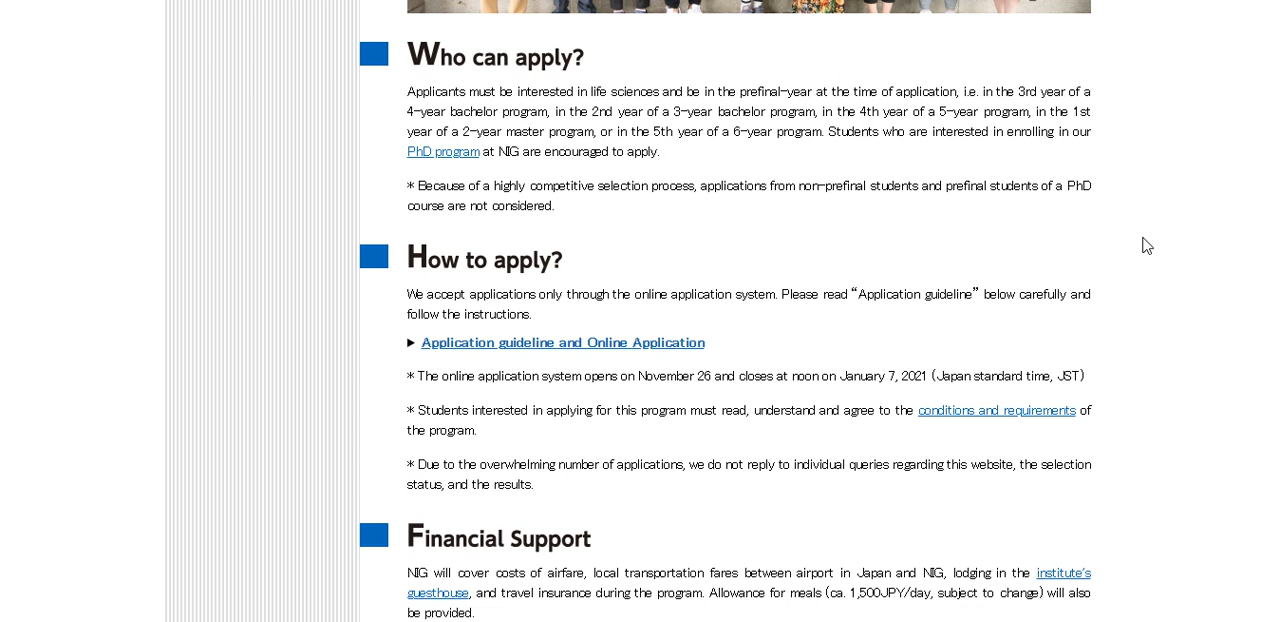 Who can apply?
Applicants must be interested in life sciences and be in the prefinal-year at the time of application, i.e. in the 3rd year of a
4-year bachelor program, in the 2nd year of a 3-year bachelor program, in the 4th year of a 5-year program, in the 1st
year of a 2-year master program, or in the 5th year of a 6-year program. Students who are interested in enrolling in our
PhD program at NIG are encouraged to apply.
* Because of a highly competitive selection process, applications from non-prefinal students and prefinal students of a PhD
course are not considered.
How to apply?
We accept applications only through the online application system. Please read “Application guideline” below carefully and
follow the instructions.
▶ Application guideline and Online Application
* The online application system opens on November 26 and closes at noon on January 7, 2021 (Japan standard time, JST)
* Students interested in applying for this program must read, understand and agree to the conditions and requirements of
the program.
* Due to the overwhelming number of applications, we do not reply to individual queries regarding this website, the selection
status, and the results.
Financial Support
NIG will cover costs of airfare, local transportation fares between airport in Japan and NIG, lodging in the institute's
guesthouse, and travel insurance during the program. Allowance for meals (ca. 1,500JPY/day, subject to change) will also
be provided.